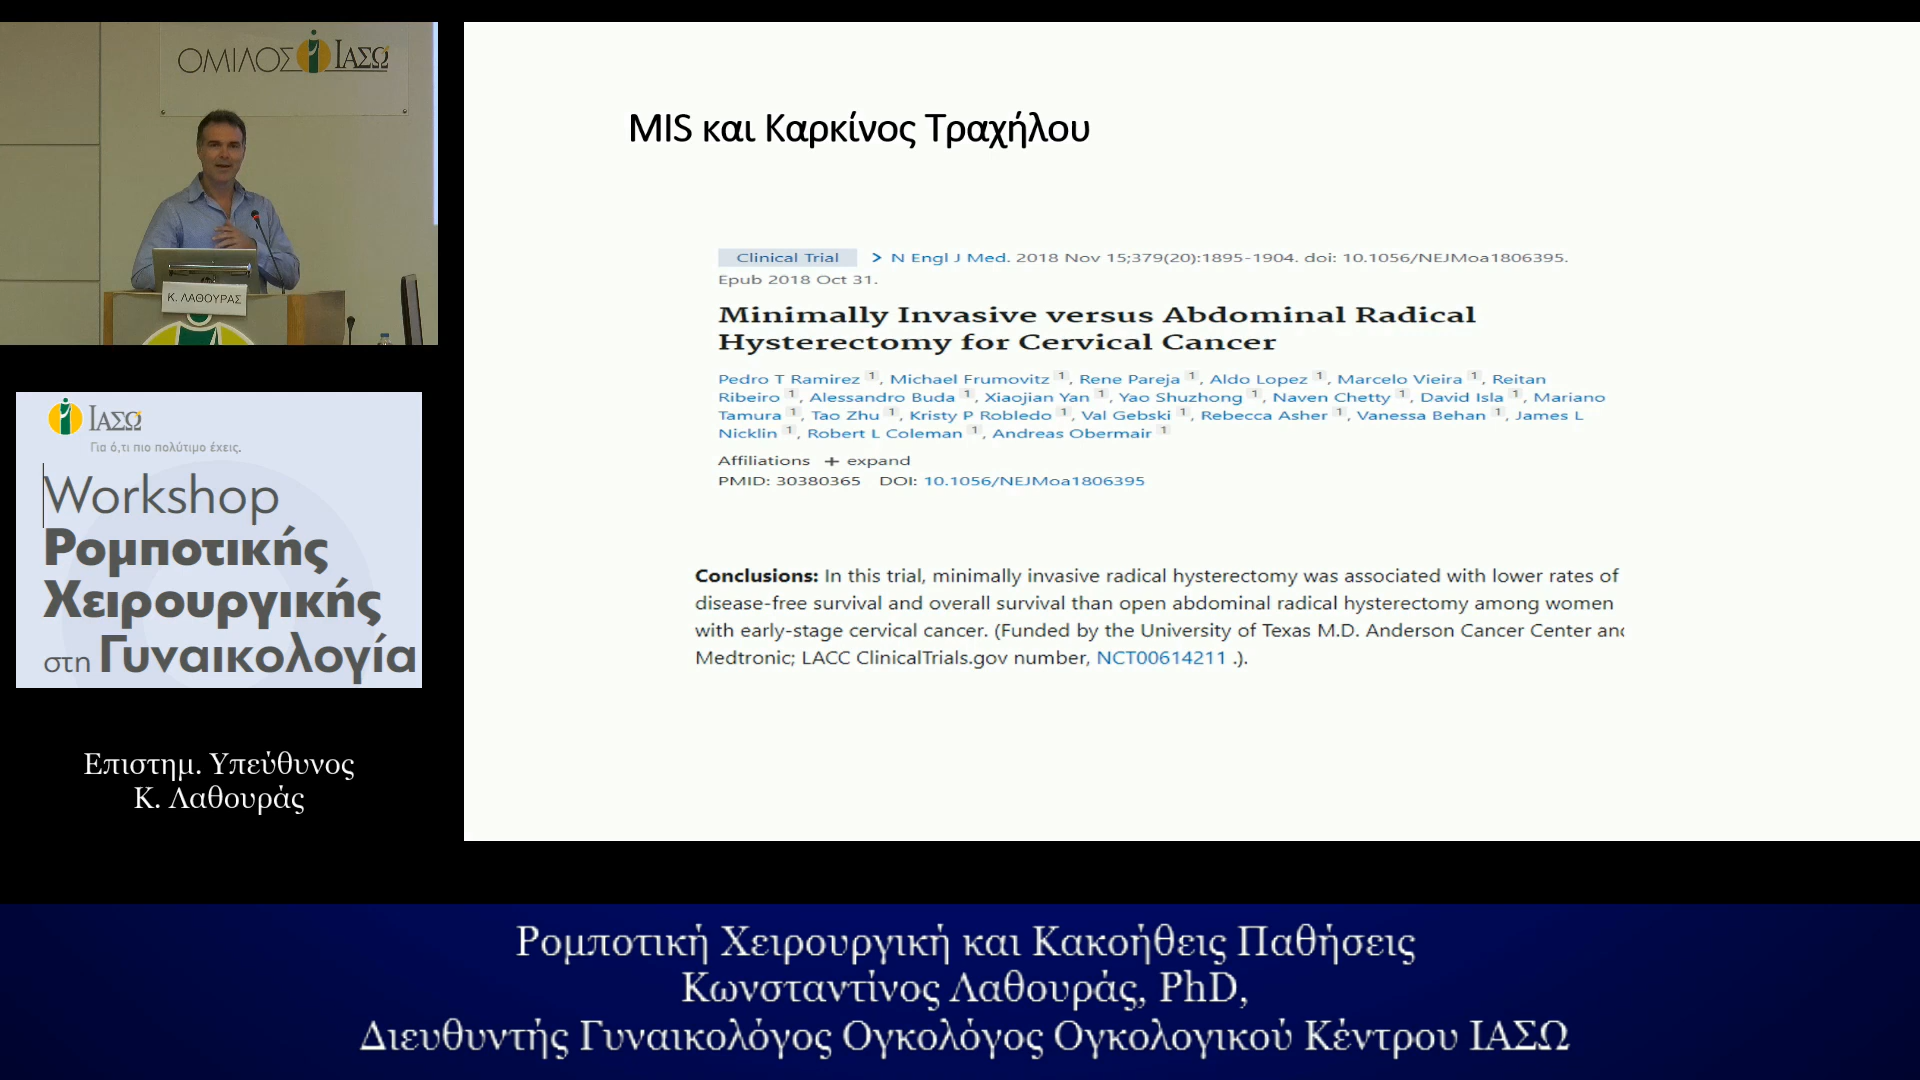 ΟΜΙΛΟΣ ΙΑΣΩ
Κ. ΛΑΘΟΥΡΑΣ
ΙΑΣΩ
Για ό,τι πιο πολύτιμο έχεις.
Workshop
Ρομποτικής
Χειρουργικής
στη Γυναικολογία
Επιστημ. Υπεύθυνος
Κ. Λαθουράς
MIS και Καρκίνος Τραχήλου
Clinical Trial > N Engl J Med. 2018 Nov 15;379(20):1895-1904. doi: 10.1056/NEJMoa1806395.
Epub 2018 Oct 31.
Minimally Invasive versus Abdominal Radical
Hysterectomy for Cervical Cancer
Pedro T Ramirez 1, Michael Frumovitz 1, Rene Pareja 1, Aldo Lopez 1, Marcelo Vieira 1, Reitan
Ribeiro 1, Alessandro Buda 1, Xiaojian Yan 1, Yao Shuzhong 1, Naven Chetty 1, David Isla 1, Mariano
Tamura 1, Tao Zhu 1, Kristy P Robledo 1, Val Gebski 1, Rebecca Asher 1, Vanessa Behan 1, James L
Nicklin 1, Robert L Coleman 1, Andreas Obermair 1
Affiliations + expand
PMID: 30380365 DOI: 10.1056/NEJMoa1806395
Conclusions: In this trial, minimally invasive radical hysterectomy was associated with lower rates of
disease-free survival and overall survival than open abdominal radical hysterectomy among women
with early-stage cervical cancer. (Funded by the University of Texas M.D. Anderson Cancer Center and
Medtronic; LACC ClinicalTrials.gov number, NCT00614211 .).
Ρομποτική Χειρουργική και Κακοήθεις Παθήσεις
Κωνσταντίνος Λαθουράς, PhD,
Διευθυντής Γυναικολόγος Ογκολόγος Ογκολογικού Κέντρου ΙΑΣΩ